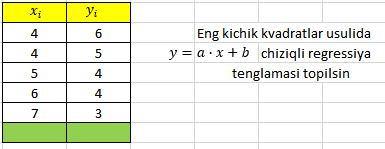 xᵢ yᵢ
4 6
4 5
5 4
6 4
7 3
Eng kichik kvadratlar usulida
y = a · x + b chiziqli regressiya
tenglamasi topilsin